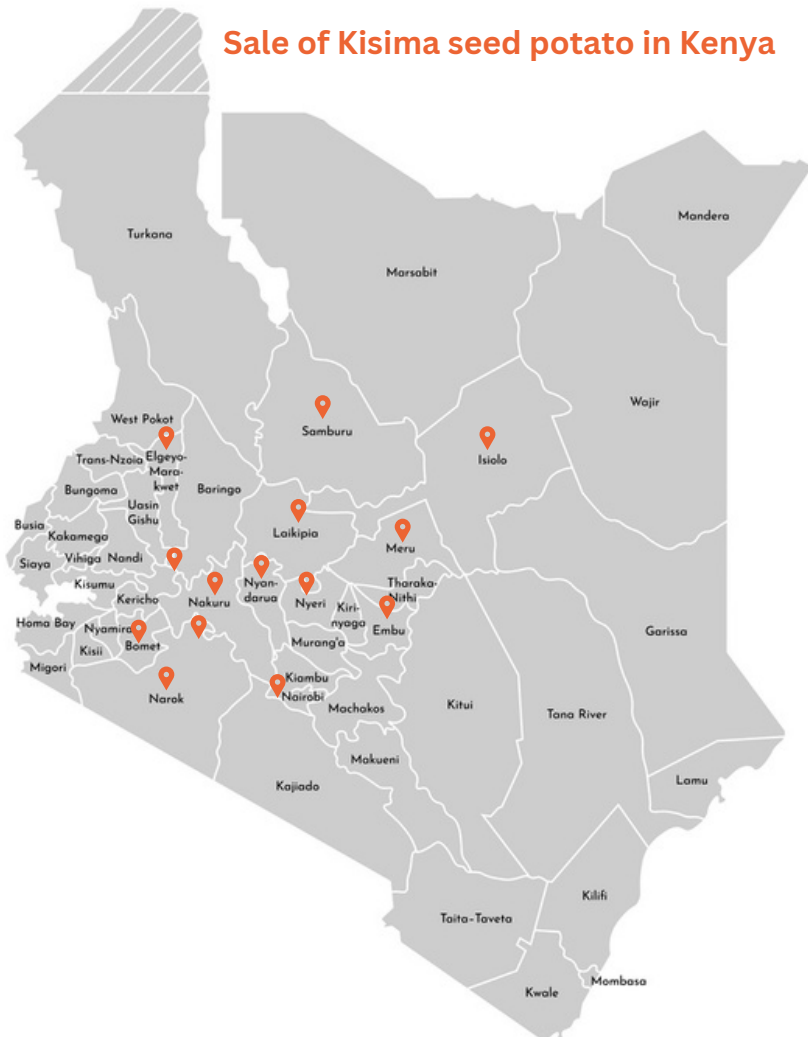 Sale of Kisima seed potato in Kenya
Mandera
Turkana
Marsabit
Wajir
West Pokot
Samburu
Trans-Nzoia
Elgeyo-
Mara-
kwet
Isiolo
Bungoma
Baringo
Uasin
Gishu
Busia
Kakamega
Laikipia
Meru
Siaya
Vihiga
Nandi
Kisumu
Nyan-
darua
Tharaka-
Nithi
Kericho
Nakuru
Nyeri
Kiri-
nyaga
Embu
Homa Bay
Nyamira
Bomet
Murang'a
Garissa
Kisii
Migori
Kiambu
Narok
Nairobi
Machakos
Kitui
Tana River
Makueni
Kajiado
Lamu
Kilifi
Taita-Taveta
Mombasa
Kwale